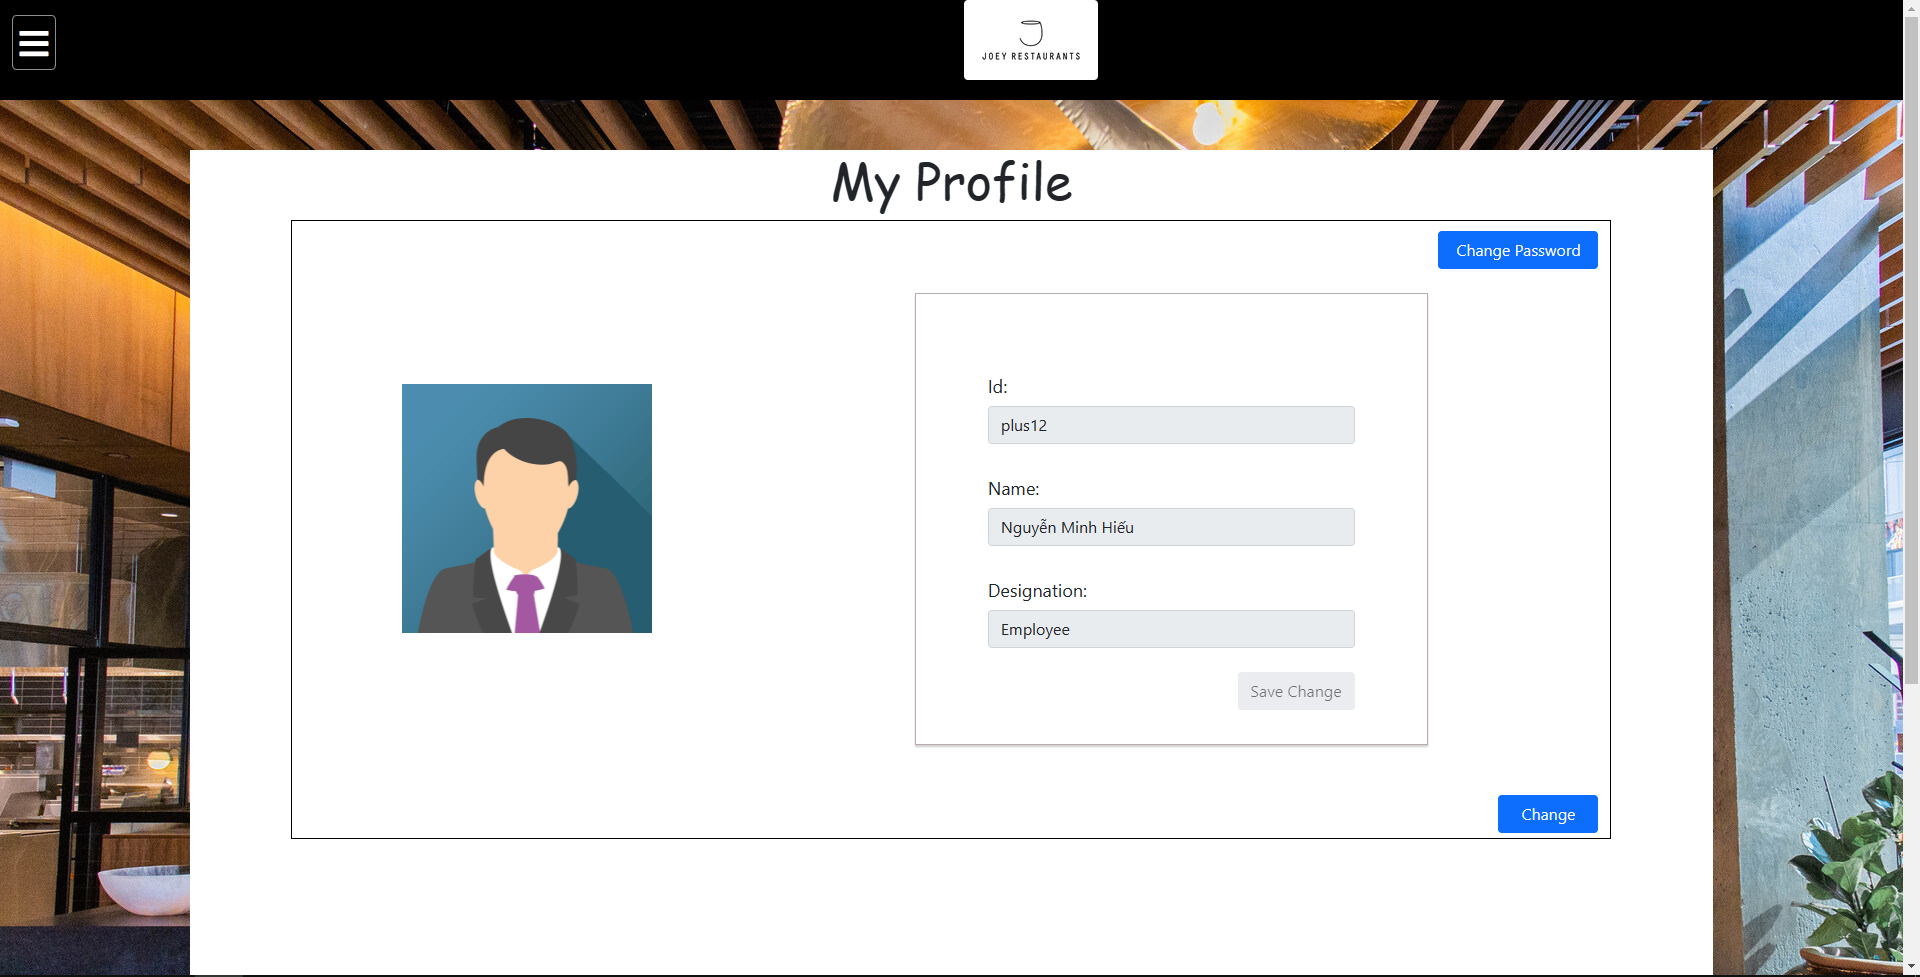 JOEY RESTAURANTS
My Profile
Change Password
Id:
plus12
Name:
Nguyễn Minh Hiếu
Designation:
Employee
Save Change
Change